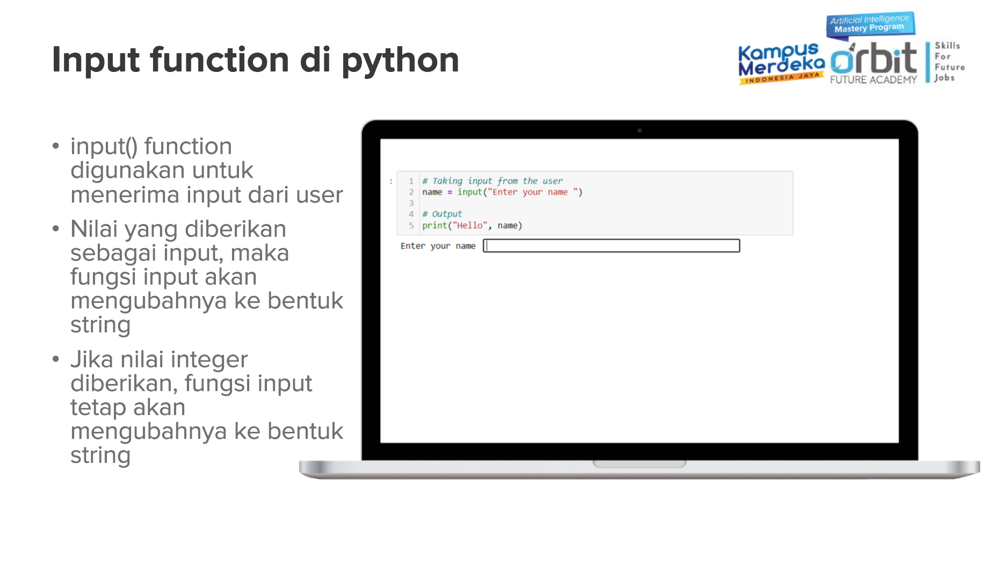 Input function di python
Artificial Intelligence
Mastery Program
Kampus
Merdeka
INDONESIA JAYA
orbit
FUTURE ACADEMY
Skills
For
Future
Jobs
• input() function
digunakan untuk
menerima input dari user
• Nilai yang diberikan
sebagai input, maka
fungsi input akan
mengubahnya ke bentuk
string
• Jika nilai integer
diberikan, fungsi input
tetap akan
mengubahnya ke bentuk
string
:
1 # Taking input from the user
2 name = input("Enter your name ")
3
4 # Output
5 print("Hello", name)
Enter your name